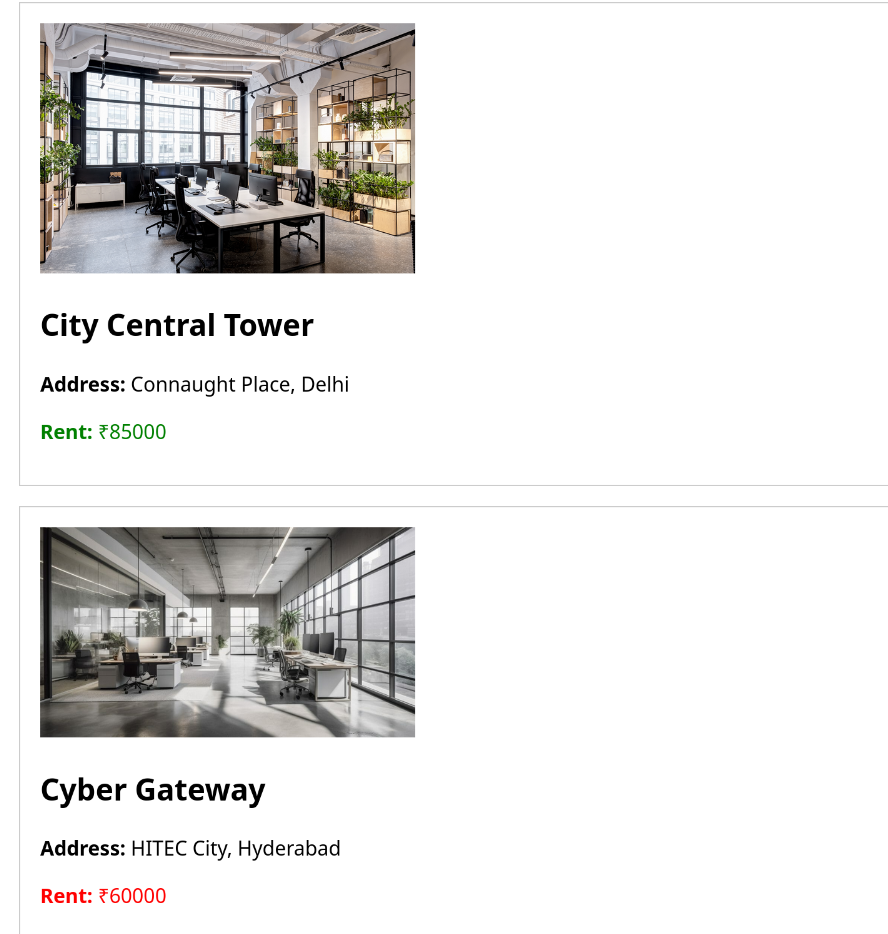 City Central Tower
Address: Connaught Place, Delhi
Rent: ₹85000
Cyber Gateway
Address: HITEC City, Hyderabad
Rent: ₹60000